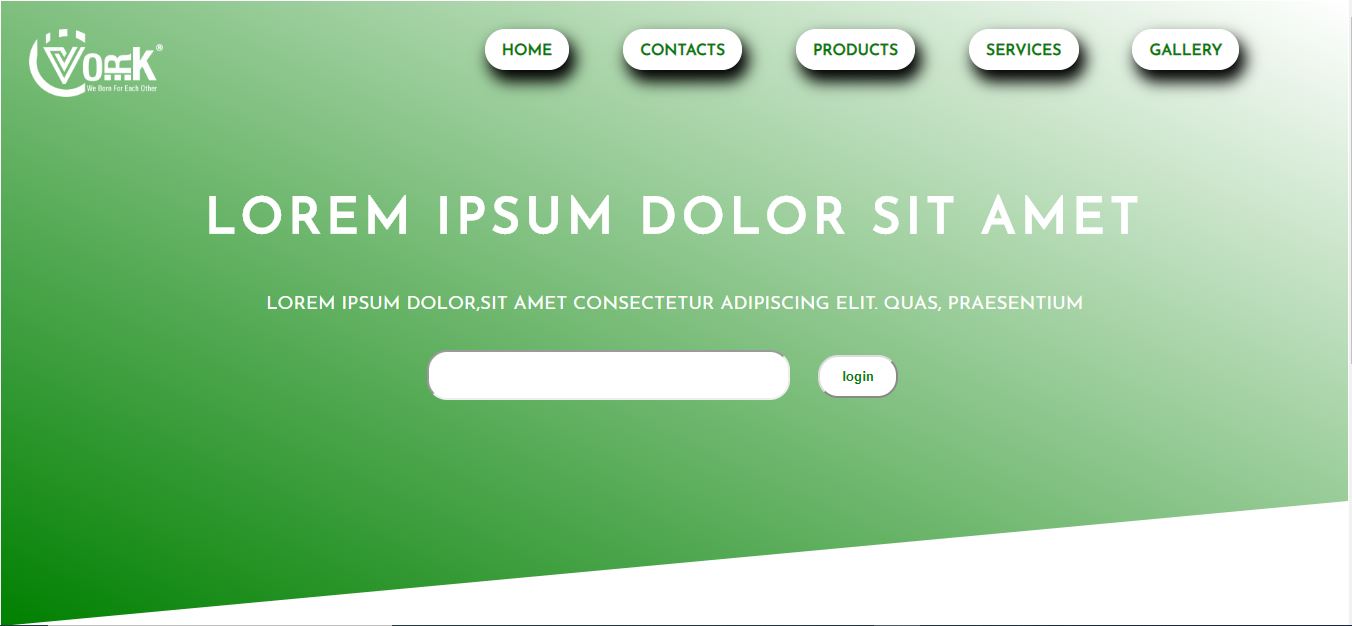 VORK®
We Born For Each Other
HOME CONTACTS PRODUCTS SERVICES GALLERY
LOREM IPSUM DOLOR SIT AMET
LOREM IPSUM DOLOR,SIT AMET CONSECTETUR ADIPISCING ELIT. QUAS, PRAESENTIUM
login